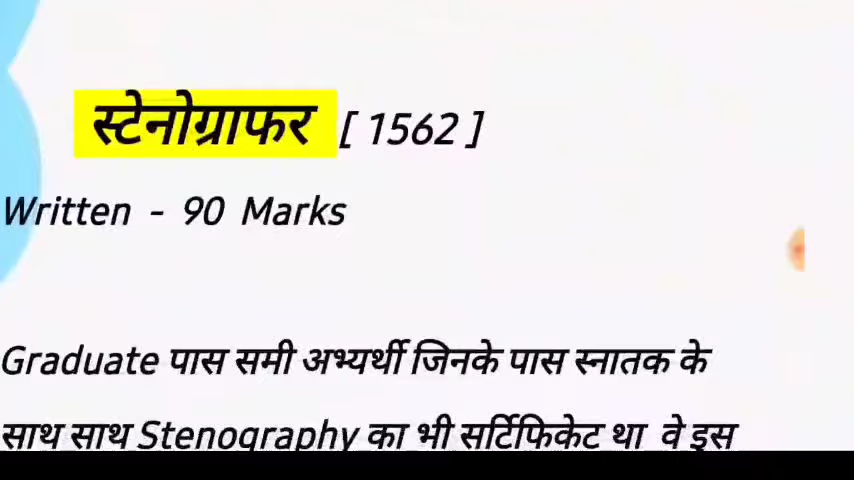 स्टेनोग्राफर [ 1562 ]
Written - 90 Marks
Graduate पास समी अभ्यर्थी जिनके पास स्नातक के
साथ साथ Stenography का भी सर्टिफिकेट था वे इस